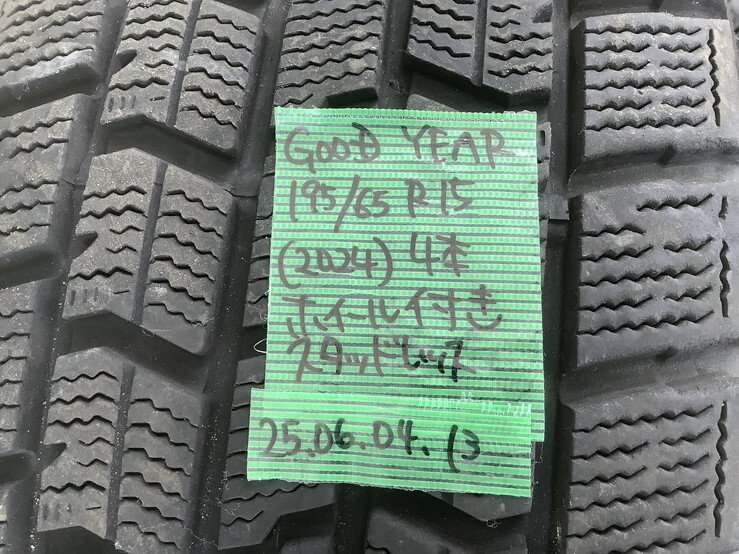 GOOD YEAR
195/65 R15
(2024) 4本
ホイール付き
スタッドレス
25.06.04.13